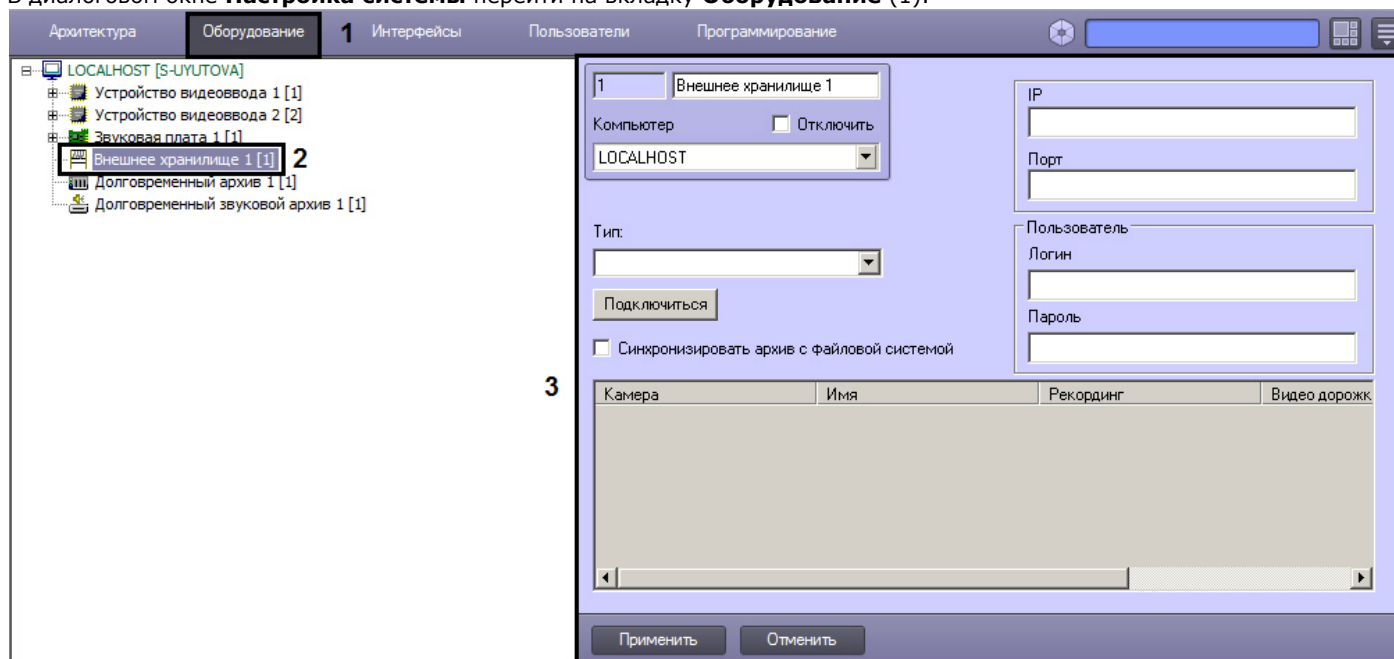 В диалоговом окне Настройка системы перейти на вкладку Оборудование (1).
Архитектура Оборудование 1 Интерфейсы Пользователи Программирование
LOCALHOST [S-UYUTOVA]
Устройство видеоввода 1 [1]
Устройство видеоввода 2 [2]
Звуковая плата 1 [1]
Внешнее хранилище 1 [1] 2
Долговременный архив 1 [1]
Долговременный звуковой архив 1 [1]
3
1 Внешнее хранилище 1
Компьютер Отключить
LOCALHOST
Тип:
Подключиться
Синхронизировать архив с файловой системой
IP
Порт
Пользователь
Логин
Пароль
Камера Имя Рекординг Видео дорожк
Применить Отменить